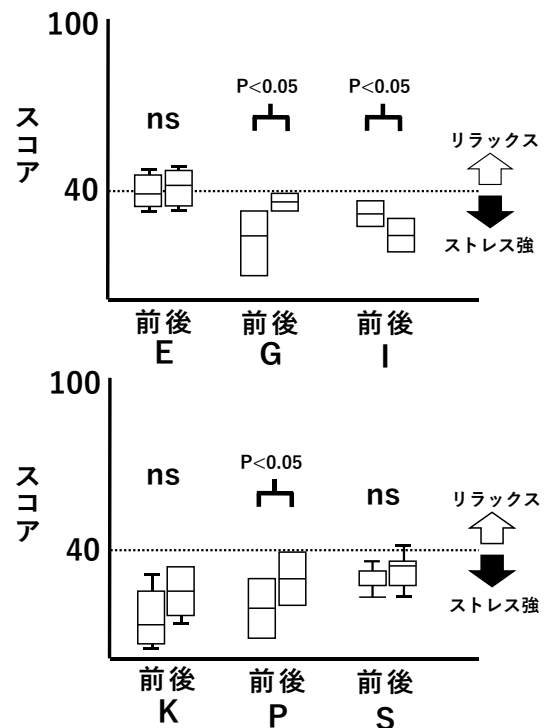 100
スコア
ns
P<0.05
P<0.05
リラックス
40
ストレス強
前後
前後
前後
E
G
I
100
スコア
ns
P<0.05
ns
リラックス
40
ストレス強
前後
前後
前後
K
P
S